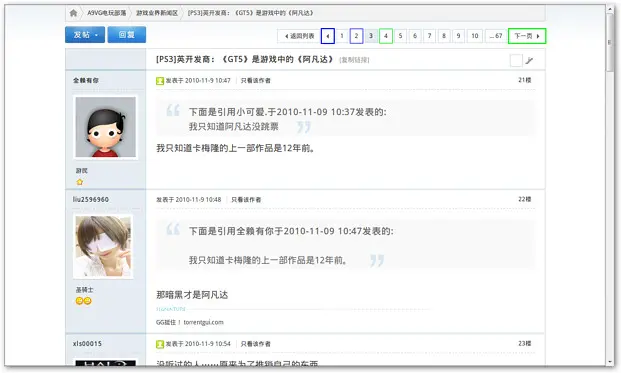 A9VG电玩部落 游戏业界新闻区 [PS3]英开发商：《GT5》是游戏中的《阿凡达》
发帖 回复
返回列表 1 2 3 4 5 6 7 8 9 10 ... 67 下一页
[PS3]英开发商：《GT5》是游戏中的《阿凡达》 [复制链接]
全赖有你
发表于 2010-11-9 10:47 只看该作者 21楼
下面是引用小可爱.于2010-11-09 10:37发表的:
我只知道阿凡达没跳票
我只知道卡梅隆的上一部作品是12年前。
游民
liu2596960
发表于 2010-11-9 10:48 只看该作者 22楼
下面是引用全赖有你于2010-11-09 10:47发表的:
我只知卡梅隆的上一部作品是12年前。
那暗黑才是阿凡达
圣骑士
GG挺住！ torrentgui.com
xls00015
发表于 2010-11-9 10:54 只看该作者 23楼
没听过的人……原来为了推销自己的东西